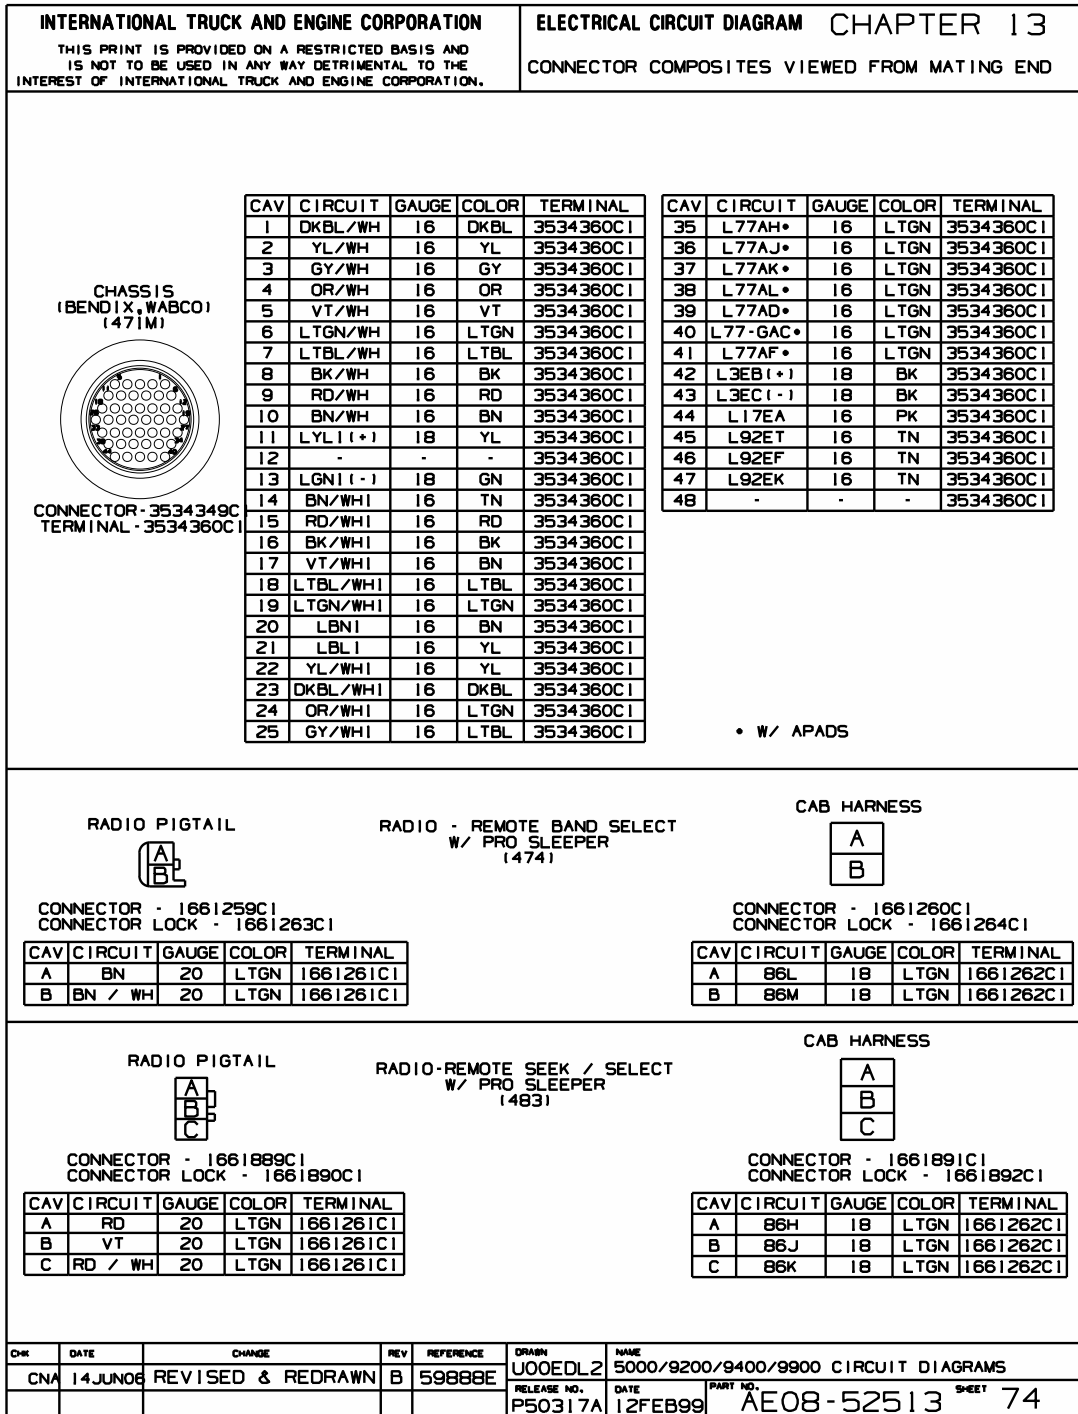 INTERNATIONAL TRUCK AND ENGINE CORPORATION
THIS PRINT IS PROVIDED ON A RESTRICTED BASIS AND
IS NOT TO BE USED IN ANY WAY DETRIMENTAL TO THE
INTEREST OF INTERNATIONAL TRUCK AND ENGINE CORPORATION.
ELECTRICAL CIRCUIT DIAGRAM CHAPTER 13
CONNECTOR COMPOSITES VIEWED FROM MATING END
CHASSIS
(BENDIX,WABCO)
(471M)
CONNECTOR-3534349C1
TERMINAL-3534360C1
CAV CIRCUIT GAUGE COLOR TERMINAL
1 DKBL/WH 16 DKBL 3534360C1
2 YL/WH 16 YL 3534360C1
3 GY/WH 16 GY 3534360C1
4 OR/WH 16 OR 3534360C1
5 VT/WH 16 VT 3534360C1
6 LTGN/WH 16 LTGN 3534360C1
7 LTBL/WH 16 LTBL 3534360C1
8 BK/WH 16 BK 3534360C1
9 RD/WH 16 RD 3534360C1
10 BN/WH 16 BN 3534360C1
11 LYL1(+) 18 YL 3534360C1
12 - - - 3534360C1
13 LGN1(-) 18 GN 3534360C1
14 BN/WH1 16 TN 3534360C1
15 RD/WH1 16 RD 3534360C1
16 BK/WH1 16 BK 3534360C1
17 VT/WH1 16 BN 3534360C1
18 LTBL/WH1 16 LTBL 3534360C1
19 LTGN/WH1 16 LTGN 3534360C1
20 LBN1 16 BN 3534360C1
21 LBL1 16 YL 3534360C1
22 YL/WH1 16 YL 3534360C1
23 DKBL/WH1 16 DKBL 3534360C1
24 OR/WH1 16 LTGN 3534360C1
25 GY/WH1 16 LTBL 3534360C1
CAV CIRCUIT GAUGE COLOR TERMINAL
35 L77AH• 16 LTGN 3534360C1
36 L77AJ• 16 LTGN 3534360C1
37 L77AK• 16 LTGN 3534360C1
38 L77AL• 16 LTGN 3534360C1
39 L77AD• 16 LTGN 3534360C1
40 L77-GAC• 16 LTGN 3534360C1
41 L77AF• 16 LTGN 3534360C1
42 L3EB(+) 18 BK 3534360C1
43 L3EC(-) 18 BK 3534360C1
44 L17EA 16 PK 3534360C1
45 L92ET 16 TN 3534360C1
46 L92EF 16 TN 3534360C1
47 L92EK 16 TN 3534360C1
48 - - - 3534360C1
• W/ APADS
RADIO PIGTAIL
A
B
CONNECTOR - 1661259C1
CONNECTOR LOCK - 1661263C1
CAV CIRCUIT GAUGE COLOR TERMINAL
A BN 20 LTGN 1661261C1
B BN / WH 20 LTGN 1661261C1
RADIO - REMOTE BAND SELECT
W/ PRO SLEEPER
(474)
CAB HARNESS
A
B
CONNECTOR - 1661260C1
CONNECTOR LOCK - 1661264C1
CAV CIRCUIT GAUGE COLOR TERMINAL
A 86L 18 LTGN 1661262C1
B 86M 18 LTGN 1661262C1
RADIO PIGTAIL
A
B
C
CONNECTOR - 1661889C1
CONNECTOR LOCK - 1661890C1
CAV CIRCUIT GAUGE COLOR TERMINAL
A RD 20 LTGN 1661261C1
B VT 20 LTGN 1661261C1
C RD / WH 20 LTGN 1661261C1
RADIO-REMOTE SEEK / SELECT
W/ PRO SLEEPER
(483)
CAB HARNESS
A
B
C
CONNECTOR - 1661891C1
CONNECTOR LOCK - 1661892C1
CAV CIRCUIT GAUGE COLOR TERMINAL
A 86H 18 LTGN 1661262C1
B 86J 18 LTGN 1661262C1
C 86K 18 LTGN 1661262C1
CHK DATE CHANGE REV REFERENCE
CNA 14JUN06 REVISED & REDRAWN B 59888E
DRAWN
U00EDL2
NAME
5000/9200/9400/9900 CIRCUIT DIAGRAMS
RELEASE NO.
P50317A
DATE
12FEB99
PART NO.
AE08-52513
SHEET 74